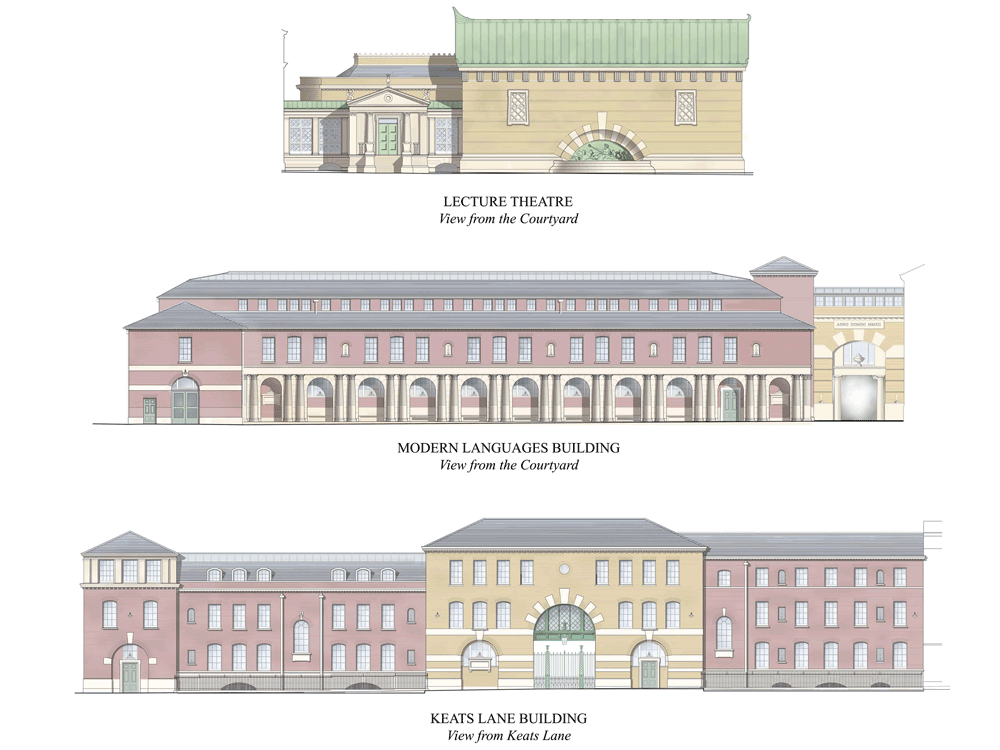 LECTURE THEATRE
View from the Courtyard
MODERN LANGUAGES BUILDING
View from the Courtyard
KEATS LANE BUILDING
View from Keats Lane